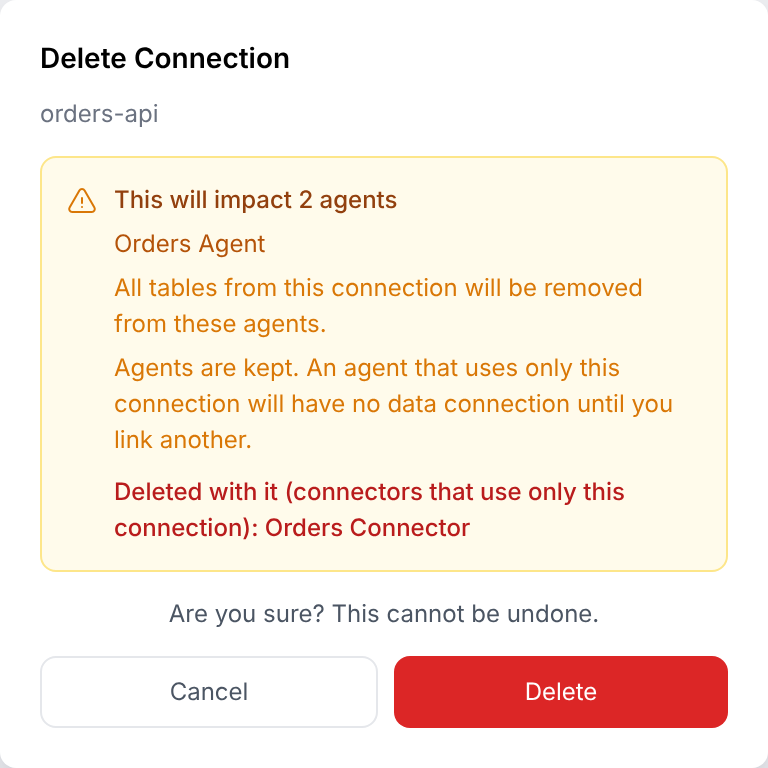 Delete Connection
orders-api
This will impact 2 agents
Orders Agent
All tables from this connection will be removed
from these agents.
Agents are kept. An agent that uses only this
connection will have no data connection until you
link another.
Deleted with it (connectors that use only this
connection): Orders Connector
Are you sure? This cannot be undone.
Cancel
Delete